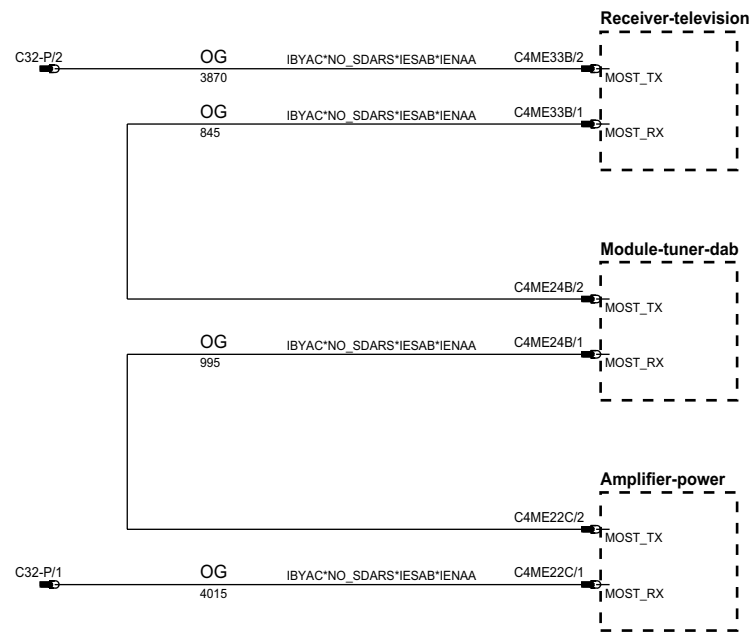 Receiver-television
C32-P/2 OG IBYAC*NO_SDARS*IESAB*IENAA C4ME33B/2
3870 MOST_TX
OG IBYAC*NO_SDARS*IESAB*IENAA C4ME33B/1
845 MOST_RX
Module-tuner-dab
C4ME24B/2
MOST_TX
OG IBYAC*NO_SDARS*IESAB*IENAA C4ME24B/1
995 MOST_RX
Amplifier-power
C4ME22C/2
MOST_TX
C32-P/1 OG IBYAC*NO_SDARS*IESAB*IENAA C4ME22C/1
4015 MOST_RX